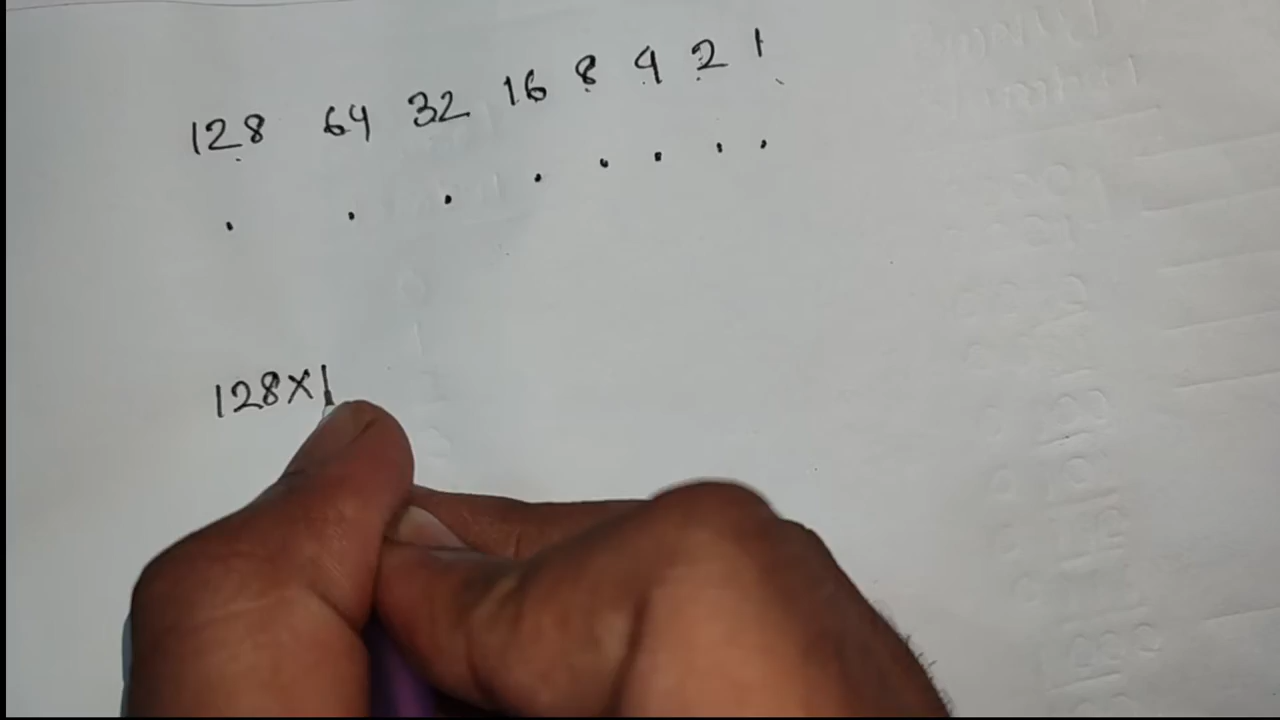 128 64 32 16 8 4 2 1
. . . . . . . .
128×1